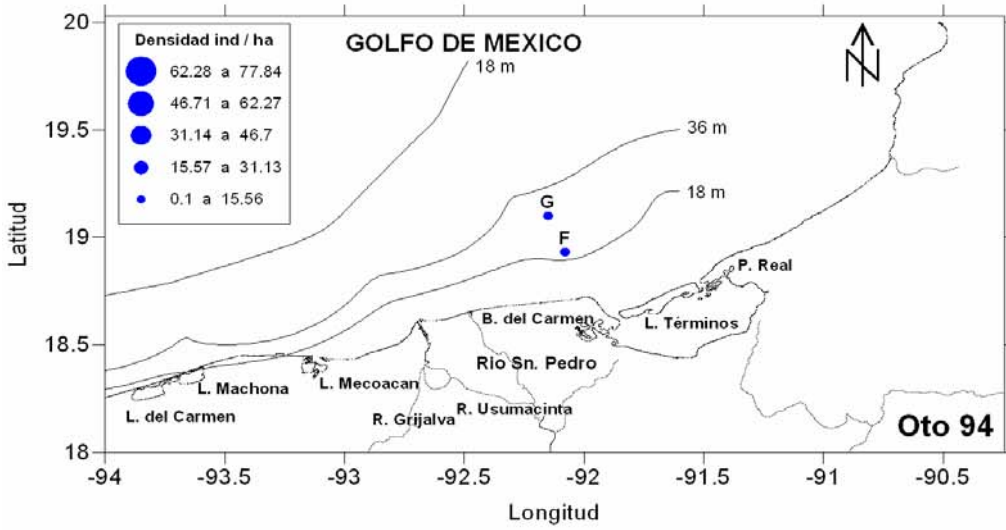 GOLFO DE MEXICO
Densidad ind / ha
62.28 a 77.84
46.71 a 62.27
31.14 a 46.7
15.57 a 31.13
0.1 a 15.56
18 m
36 m
18 m
N
G
F
P. Real
B. del Carmen
L. Términos
Rio Sn. Pedro
L. Mecoacan
L. Machona
L. del Carmen
R. Usumacinta
R. Grijalva
Oto 94
Latitud
20
19.5
19
18.5
18
-94
-93.5
-93
-92.5
-92
-91.5
-91
-90.5
Longitud